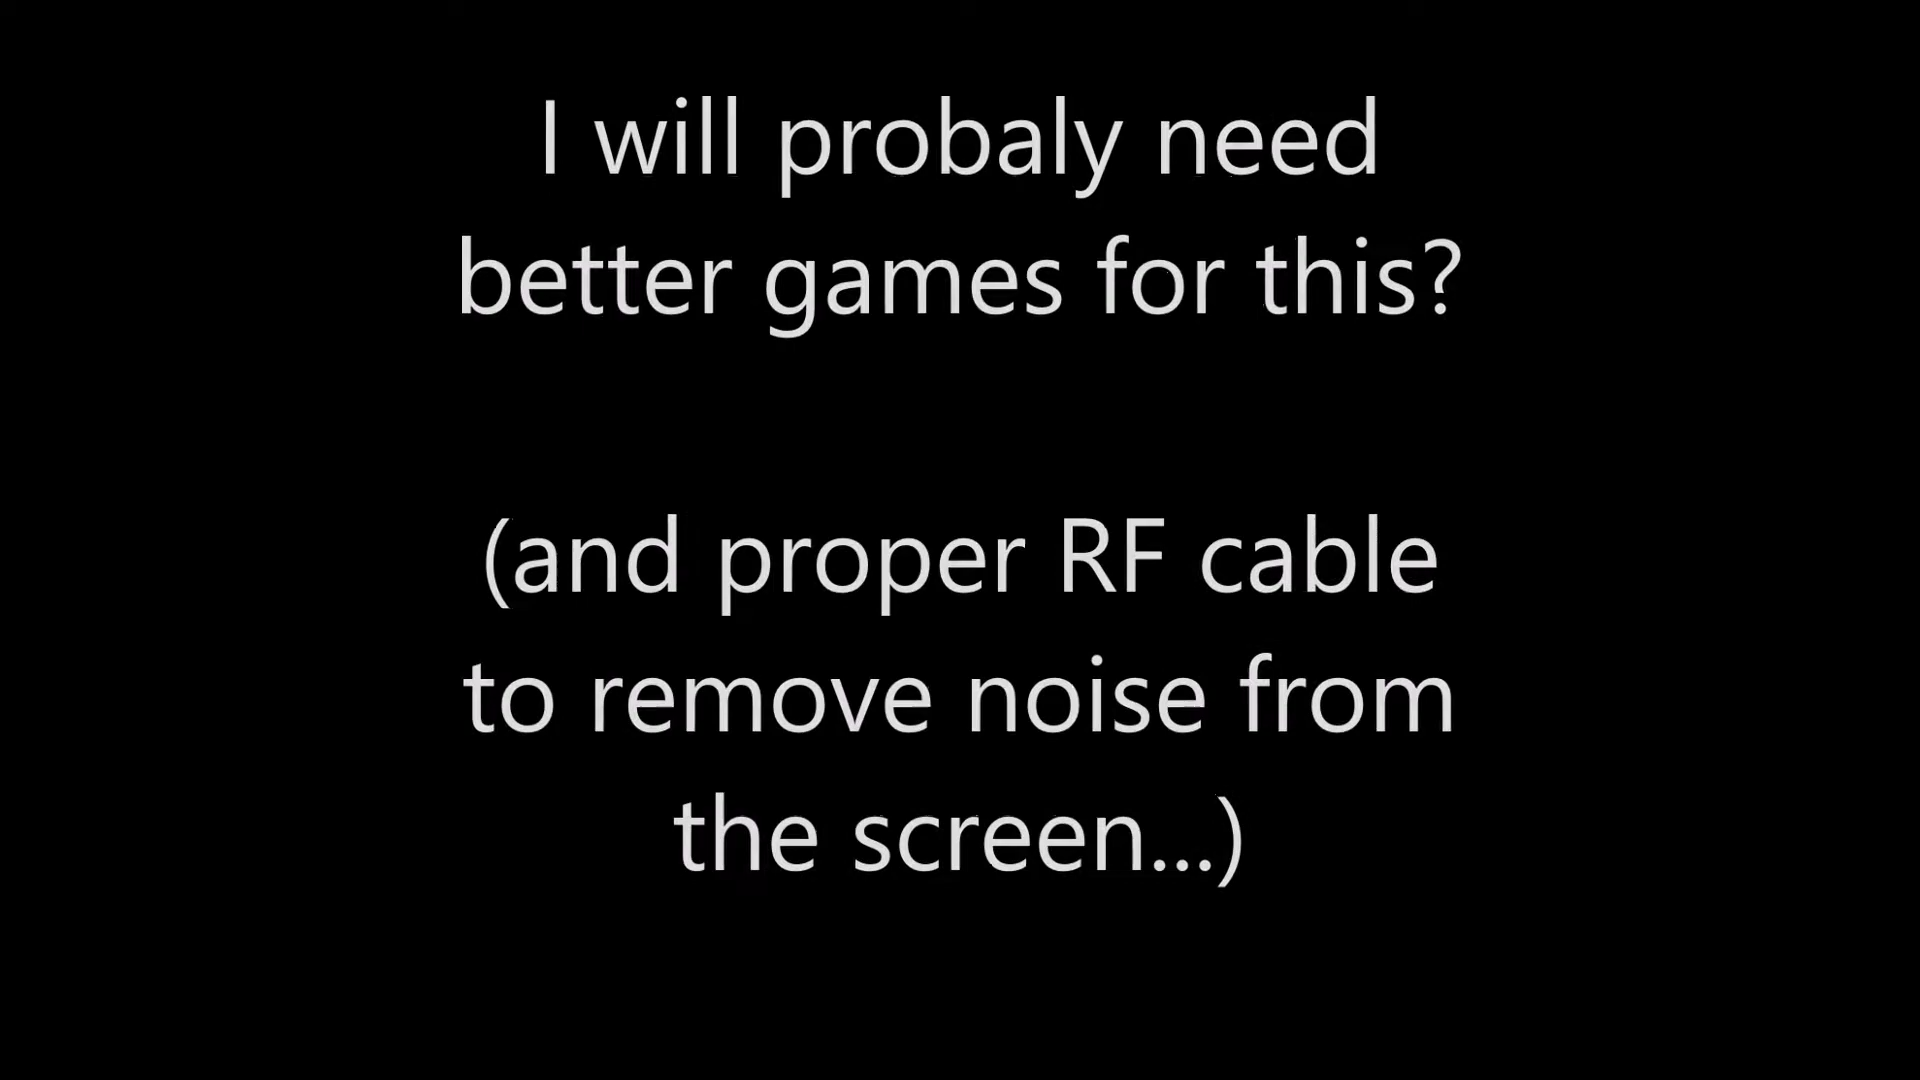 I will probaly need
better games for this?
(and proper RF cable
to remove noise from
the screen...)